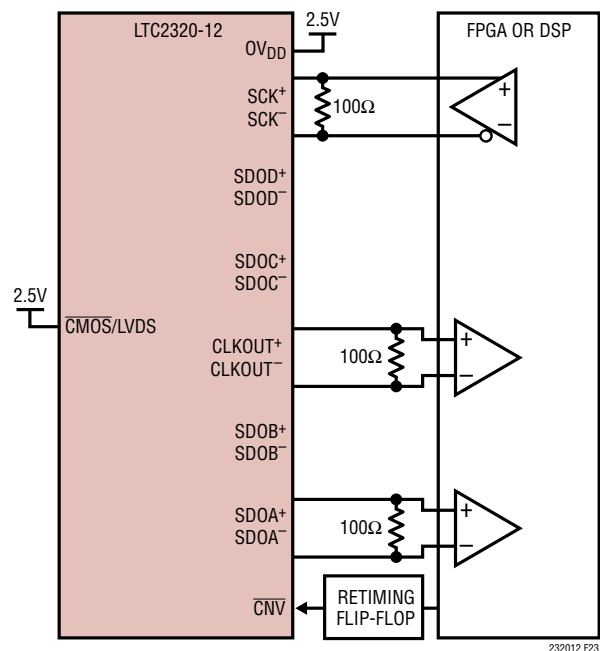 LTC2320-12
2.5V
OVDD
FPGA OR DSP
SCK+
SCK–
100Ω
+
–
SDOD+
SDOD–
SDOC+
SDOC–
2.5V
CMOS/LVDS
CLKOUT+
CLKOUT–
100Ω
+
–
SDOB+
SDOB–
SDOA+
SDOA–
100Ω
+
–
CNV
RETIMING
FLIP-FLOP
232012 F23